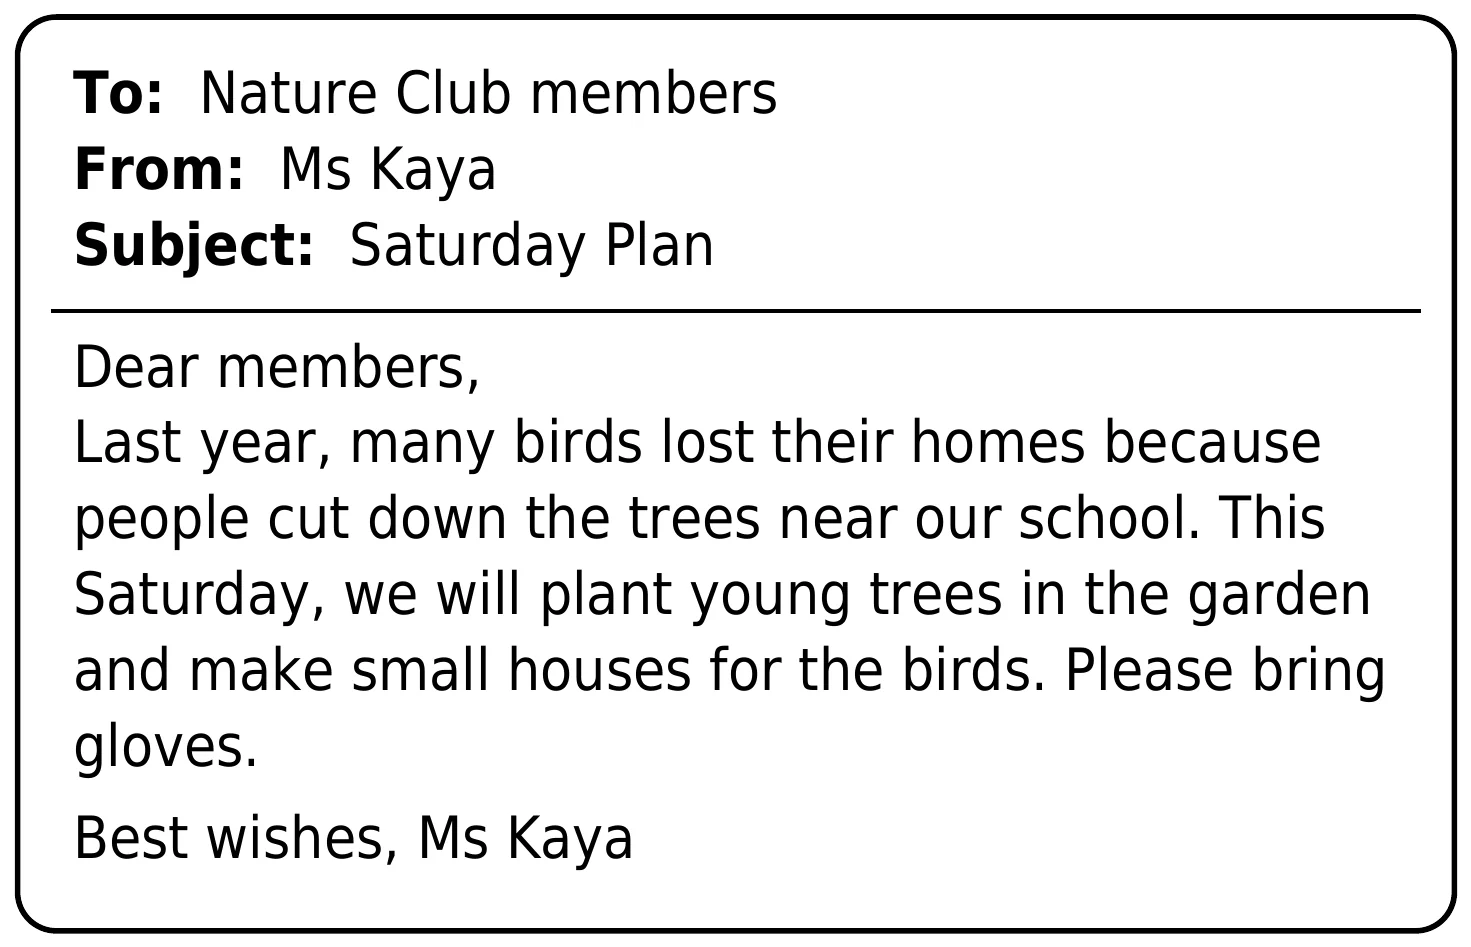 To: Nature Club members
From: Ms Kaya
Subject: Saturday Plan
Dear members,
Last year, many birds lost their homes because
people cut down the trees near our school. This
Saturday, we will plant young trees in the garden
and make small houses for the birds. Please bring
gloves.
Best wishes, Ms Kaya